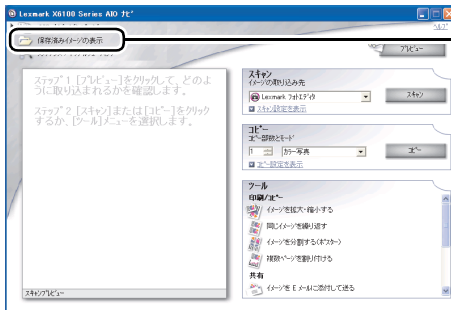 Lexmark X6100 Series AIO ナビ
ヘルプ
保存済みイメージの表示
プレビュー
ステップ 1 [プレビュー]をクリックして、どのように取り込まれるかを確認します。
ステップ 2 [スキャン]または[コピー]をクリックするか、[ツール]メニューを選択します。
スキャンプレビュー
スキャン
イメージの取り込み先
Lexmark フォトエディタ
スキャン
スキャン設定を表示
コピー
コピー部数とモード
1
カラー写真
コピー
コピー設定を表示
ツール
印刷/コピー
イメージを拡大・縮小する
同じイメージを繰り返す
イメージを分割する(ポスター)
複数ページを割り付ける
共有
イメージを E メールに添付して送る